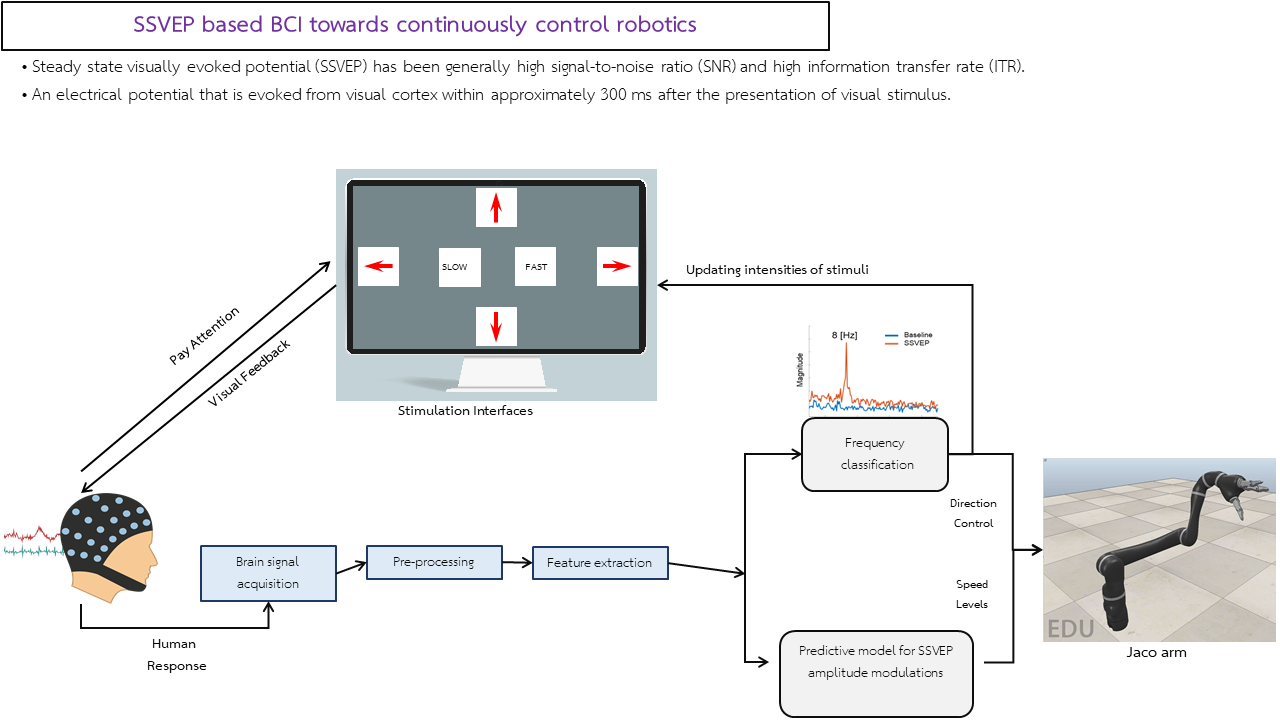 SSVEP based BCI towards continuously control robotics
• Steady state visually evoked potential (SSVEP) has been generally high signal-to-noise ratio (SNR) and high information transfer rate (ITR).
• An electrical potential that is evoked from visual cortex within approximately 300 ms after the presentation of visual stimulus.
SLOW
FAST
Stimulation Interfaces
Pay Attention
Visual Feedback
Updating intensities of stimuli
8 [Hz]
Baseline
SSVEP
Magnitude
Frequency
classification
Direction
Control
Brain signal
acquisition
Pre-processing
Feature extraction
Speed
Levels
Human
Response
Predictive model for SSVEP
amplitude modulations
EDU
Jaco arm